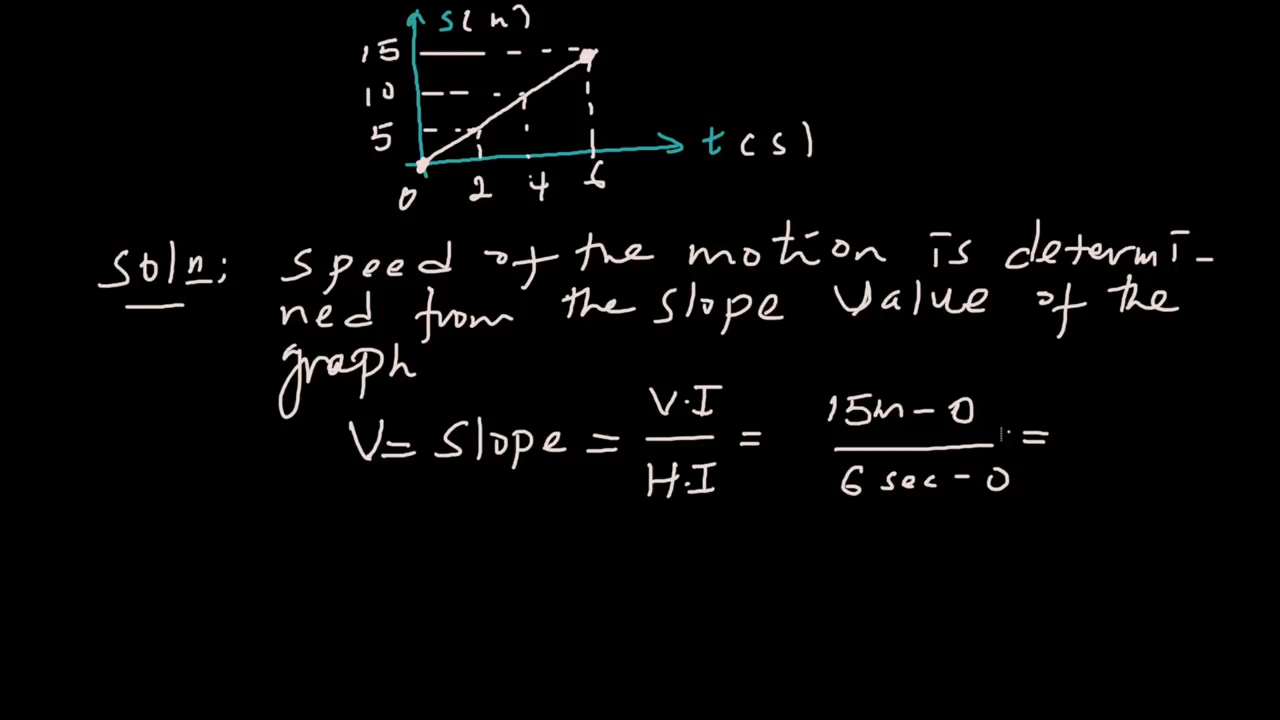 s(m)
15
10
5
t(s)
0 2 4 6
Soln: speed of the motion is determi-
ned from the slope value of the
graph
V= Slope = V.I / H.I = 15m - 0 / 6 sec - 0 =